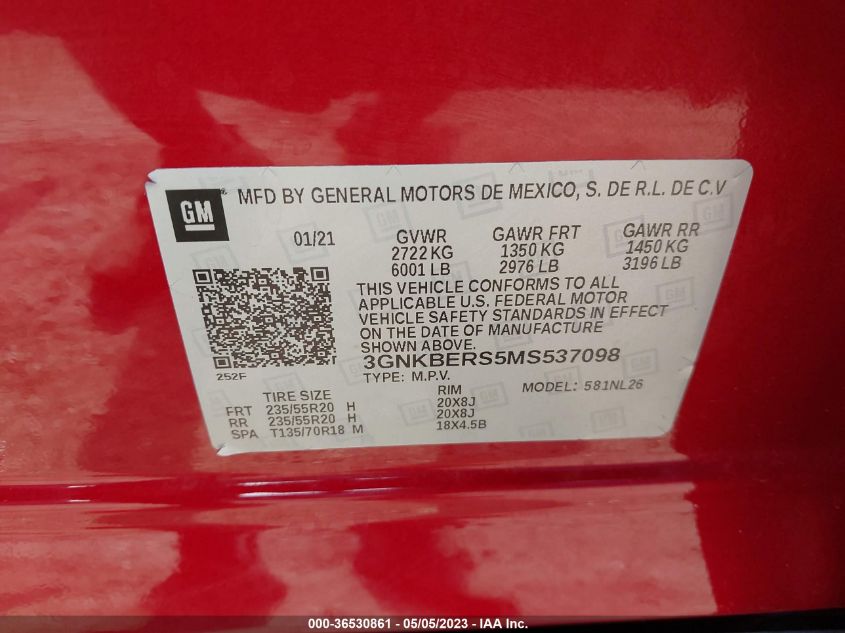 GM ® MFD BY GENERAL MOTORS DE MEXICO, S. DE R.L. DE C.V
01/21 GVWR GAWR FRT GAWR RR
2722 KG 1350 KG 1450 KG
6001 LB 2976 LB 3196 LB
THIS VEHICLE CONFORMS TO ALL
APPLICABLE U.S. FEDERAL MOTOR
VEHICLE SAFETY STANDARDS IN EFFECT
ON THE DATE OF MANUFACTURE
SHOWN ABOVE.
252F 3GNKBERS5MS537098
TYPE: M.P.V. MODEL: 581NL26
TIRE SIZE RIM
FRT 235/55R20 H 20X8J
RR 235/55R20 H 20X8J
SPA T135/70R18 M 18X4.5B
000-36530861 - 05/05/2023 - IAA Inc.